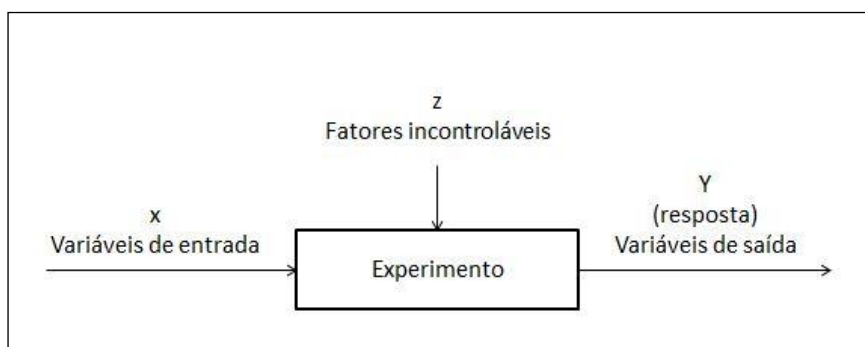 z
Fatores incontroláveis
x
Variáveis de entrada
Experimento
Y
(resposta)
Variáveis de saída